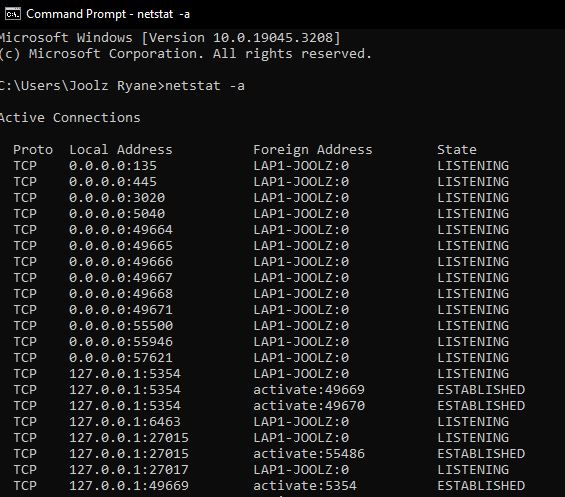 Command Prompt - netstat -a
Microsoft Windows [Version 10.0.19045.3208]
(c) Microsoft Corporation. All rights reserved.
C:\Users\Joolz Ryane>netstat -a
Active Connections
Proto Local Address Foreign Address State
TCP 0.0.0.0:135 LAP1-JOOLZ:0 LISTENING
TCP 0.0.0.0:445 LAP1-JOOLZ:0 LISTENING
TCP 0.0.0.0:3020 LAP1-JOOLZ:0 LISTENING
TCP 0.0.0.0:5040 LAP1-JOOLZ:0 LISTENING
TCP 0.0.0.0:49664 LAP1-JOOLZ:0 LISTENING
TCP 0.0.0.0:49665 LAP1-JOOLZ:0 LISTENING
TCP 0.0.0.0:49666 LAP1-JOOLZ:0 LISTENING
TCP 0.0.0.0:49667 LAP1-JOOLZ:0 LISTENING
TCP 0.0.0.0:49668 LAP1-JOOLZ:0 LISTENING
TCP 0.0.0.0:49671 LAP1-JOOLZ:0 LISTENING
TCP 0.0.0.0:55500 LAP1-JOOLZ:0 LISTENING
TCP 0.0.0.0:55946 LAP1-JOOLZ:0 LISTENING
TCP 0.0.0.0:57621 LAP1-JOOLZ:0 LISTENING
TCP 127.0.0.1:5354 LAP1-JOOLZ:0 LISTENING
TCP 127.0.0.1:5354 activate:49669 ESTABLISHED
TCP 127.0.0.1:5354 activate:49670 ESTABLISHED
TCP 127.0.0.1:6463 LAP1-JOOLZ:0 LISTENING
TCP 127.0.0.1:27015 LAP1-JOOLZ:0 LISTENING
TCP 127.0.0.1:27015 activate:55486 ESTABLISHED
TCP 127.0.0.1:27017 LAP1-JOOLZ:0 LISTENING
TCP 127.0.0.1:49669 activate:5354 ESTABLISHED